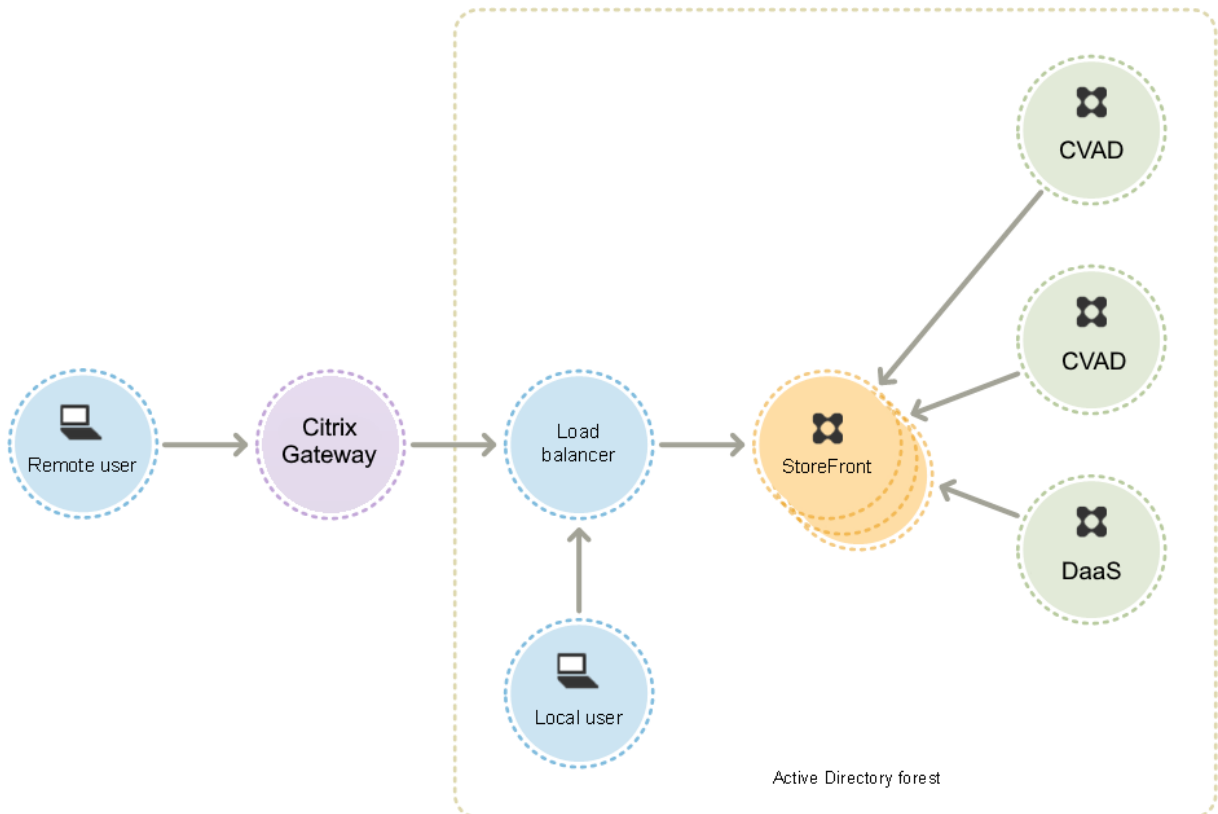 CVAD
CVAD
Remote user
Citrix
Gateway
Load
balancer
StoreFront
DaaS
Local user
Active Directory forest